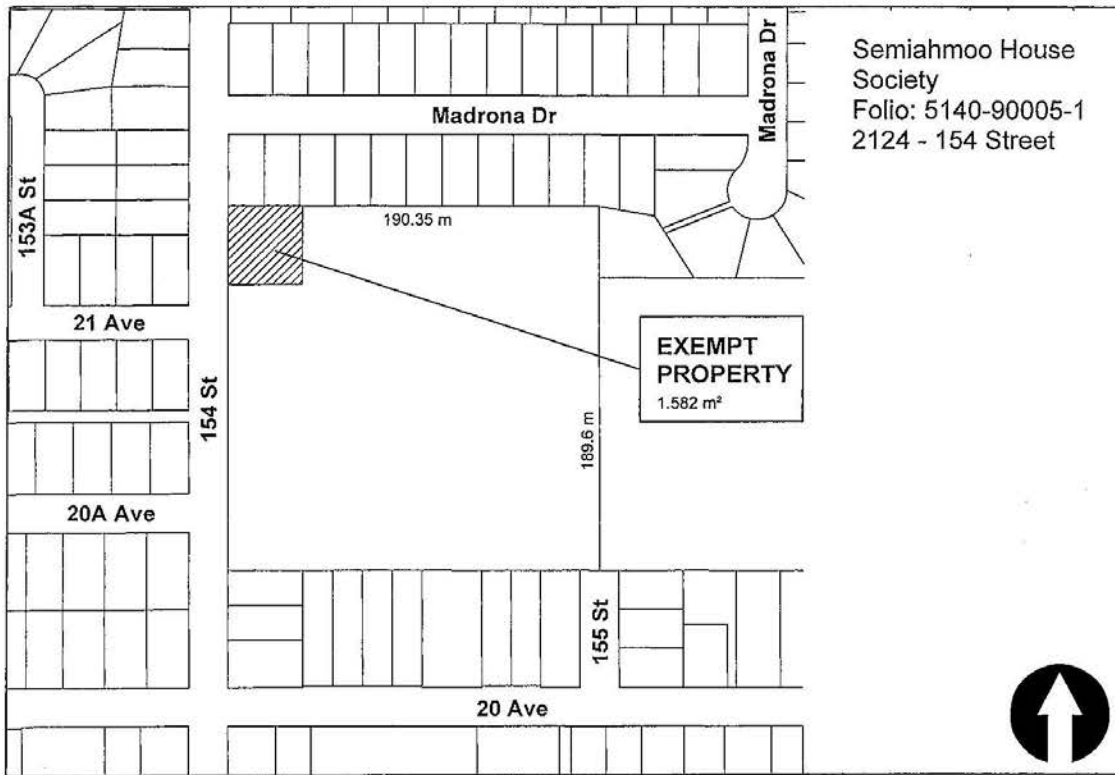 Semiahmoo House
Society
Folio: 5140-90005-1
2124 - 154 Street
Madrona Dr
Madrona Dr
153A St
190.35 m
21 Ave
EXEMPT
PROPERTY
1.582 m²
154 St
189.6 m
20A Ave
155 St
20 Ave